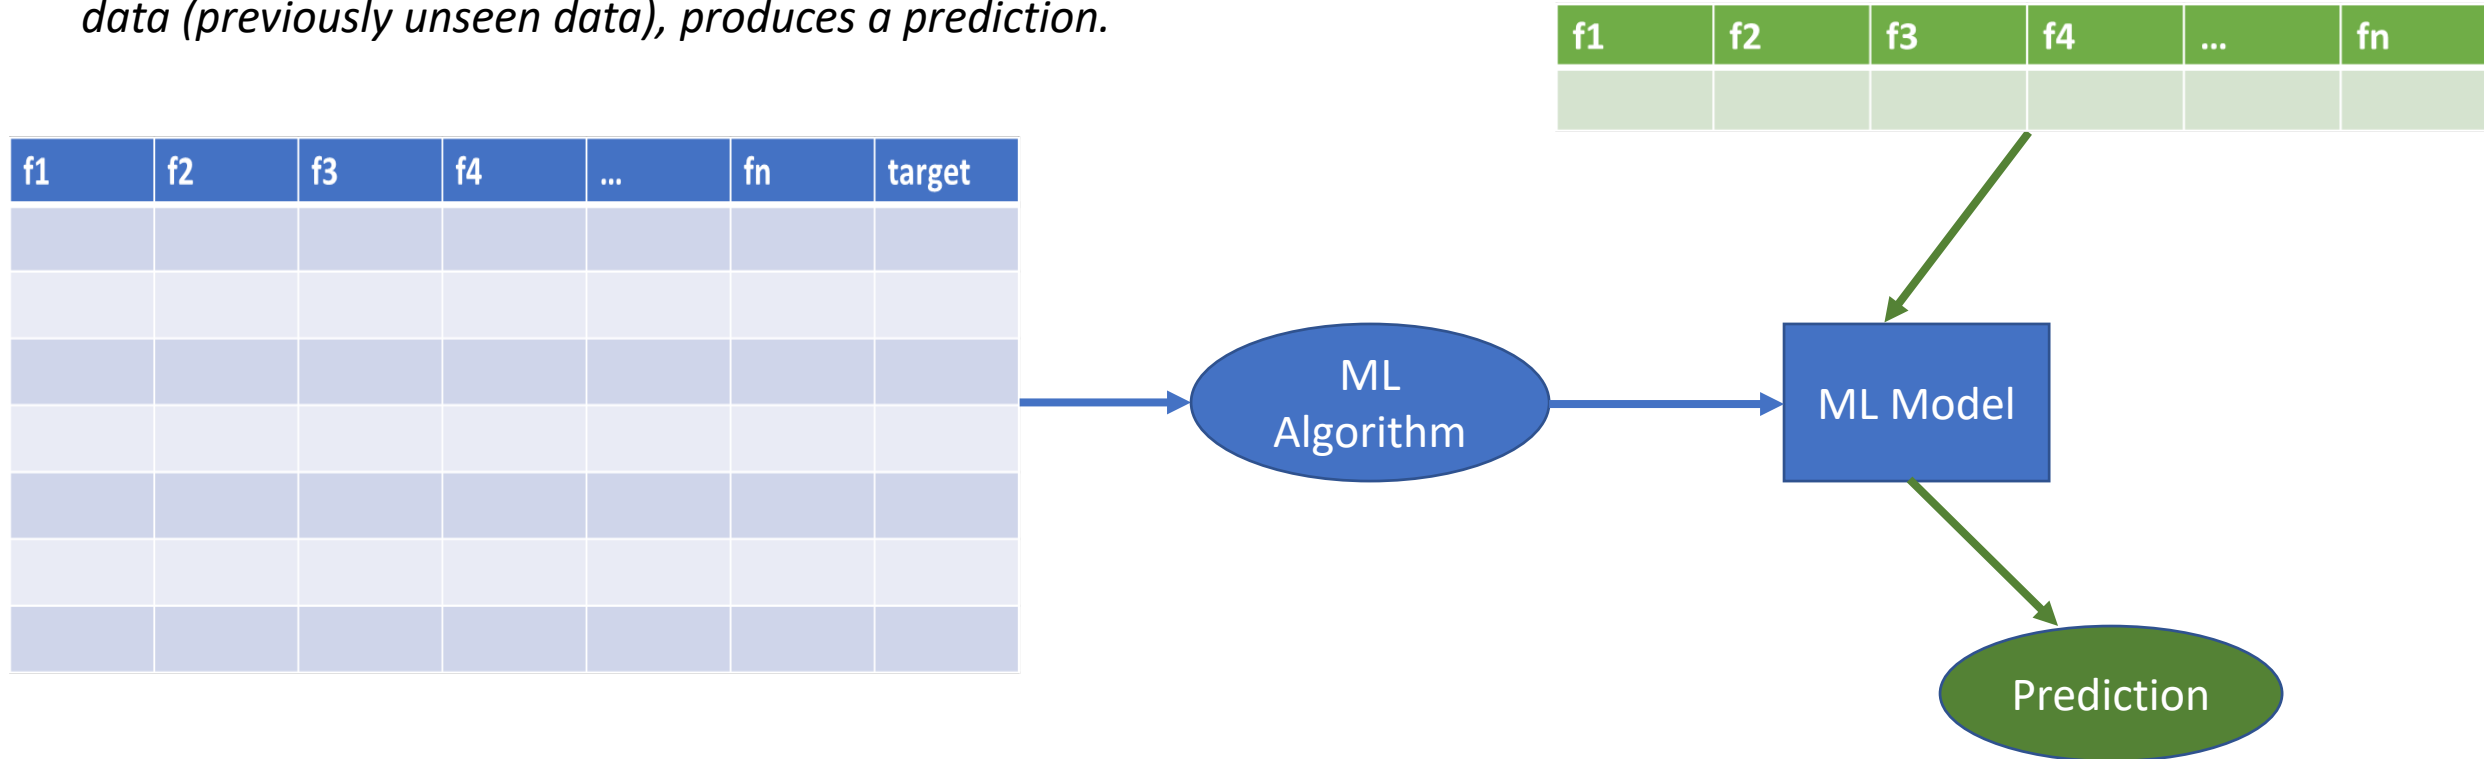 data (previously unseen data), produces a prediction.
f1 f2 f3 f4 ... fn
f1 f2 f3 f4 ... fn target
ML
Algorithm
ML Model
Prediction